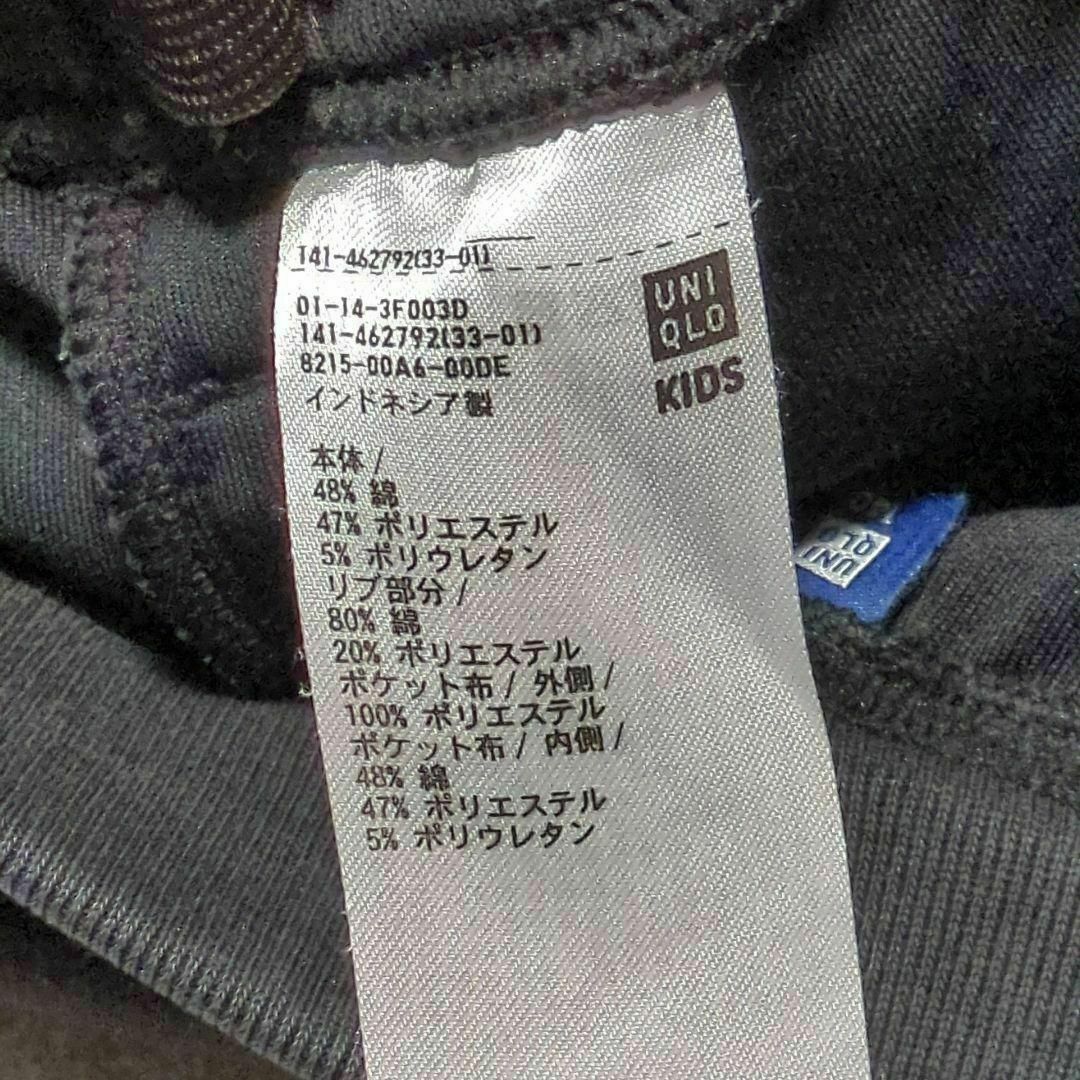 141-462792(33-01)
01-14-3F003D
141-462792(33-01)
8215-00A6-00DE
インドネシア製
UNI
QLO
KIDS
本体 /
48% 綿
47% ポリエステル
5% ポリウレタン
リブ部分 /
80% 綿
20% ポリエステル
ポケット布 / 外側 /
100% ポリエステル
ポケット布 / 内側 /
48% 綿
47% ポリエステル
5% ポリウレタン
UNI
QL